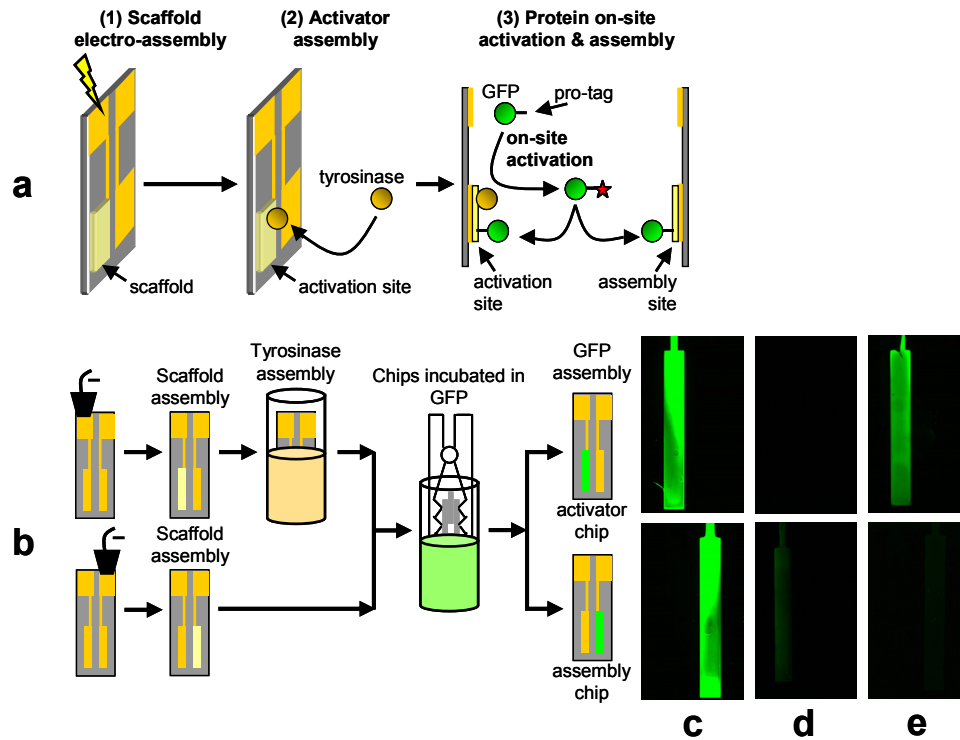 (1) Scaffold
electro-assembly
(2) Activator
assembly
(3) Protein on-site
activation & assembly
a
scaffold
tyrosinase
activation site
GFP
pro-tag
on-site
activation
activation
site
assembly
site
b
Scaffold
assembly
Tyrosinase
assembly
Chips incubated in
GFP
GFP
assembly
activator
chip
Scaffold
assembly
assembly
chip
c
d
e